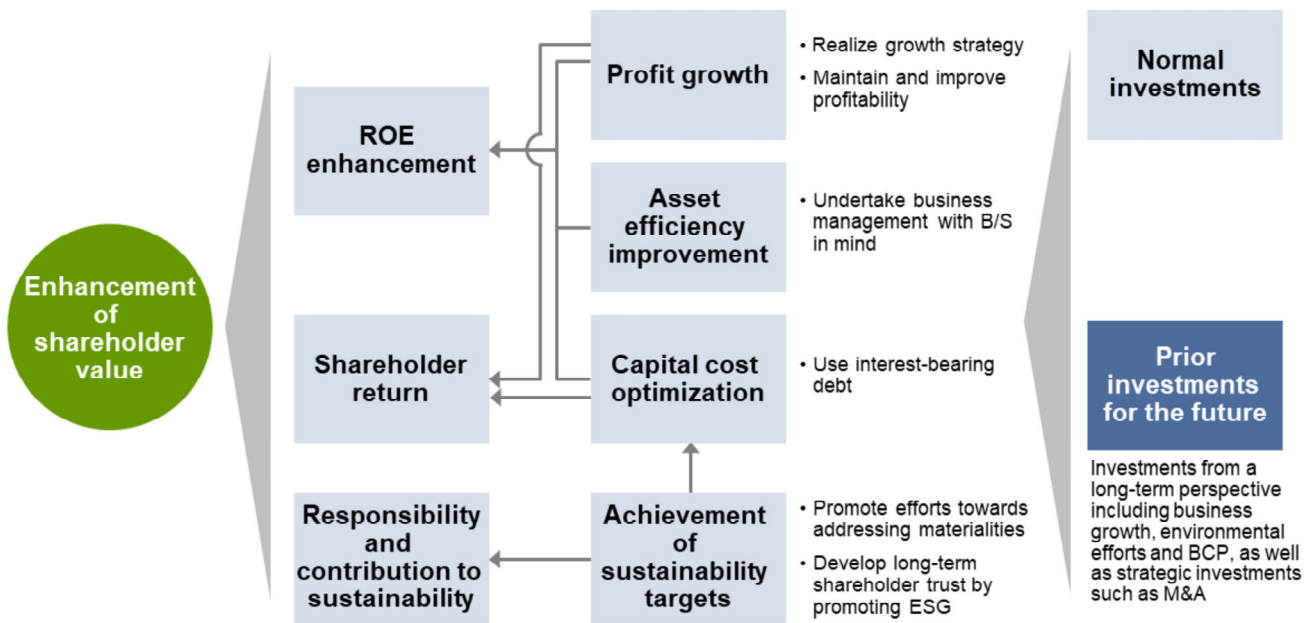 Enhancement
of
shareholder
value
ROE
enhancement
Shareholder
return
Responsibility
and
contribution to
sustainability
Profit growth
• Realize growth strategy
• Maintain and improve
profitability
Asset
efficiency
improvement
• Undertake business
management with B/S
in mind
Capital cost
optimization
• Use interest-bearing
debt
Achievement of
sustainability
targets
• Promote efforts towards
addressing materialities
• Develop long-term
shareholder trust by
promoting ESG
Normal
investments
Prior
investments
for the future
Investments from a
long-term perspective
including business
growth, environmental
efforts and BCP, as well
as strategic investments
such as M&A